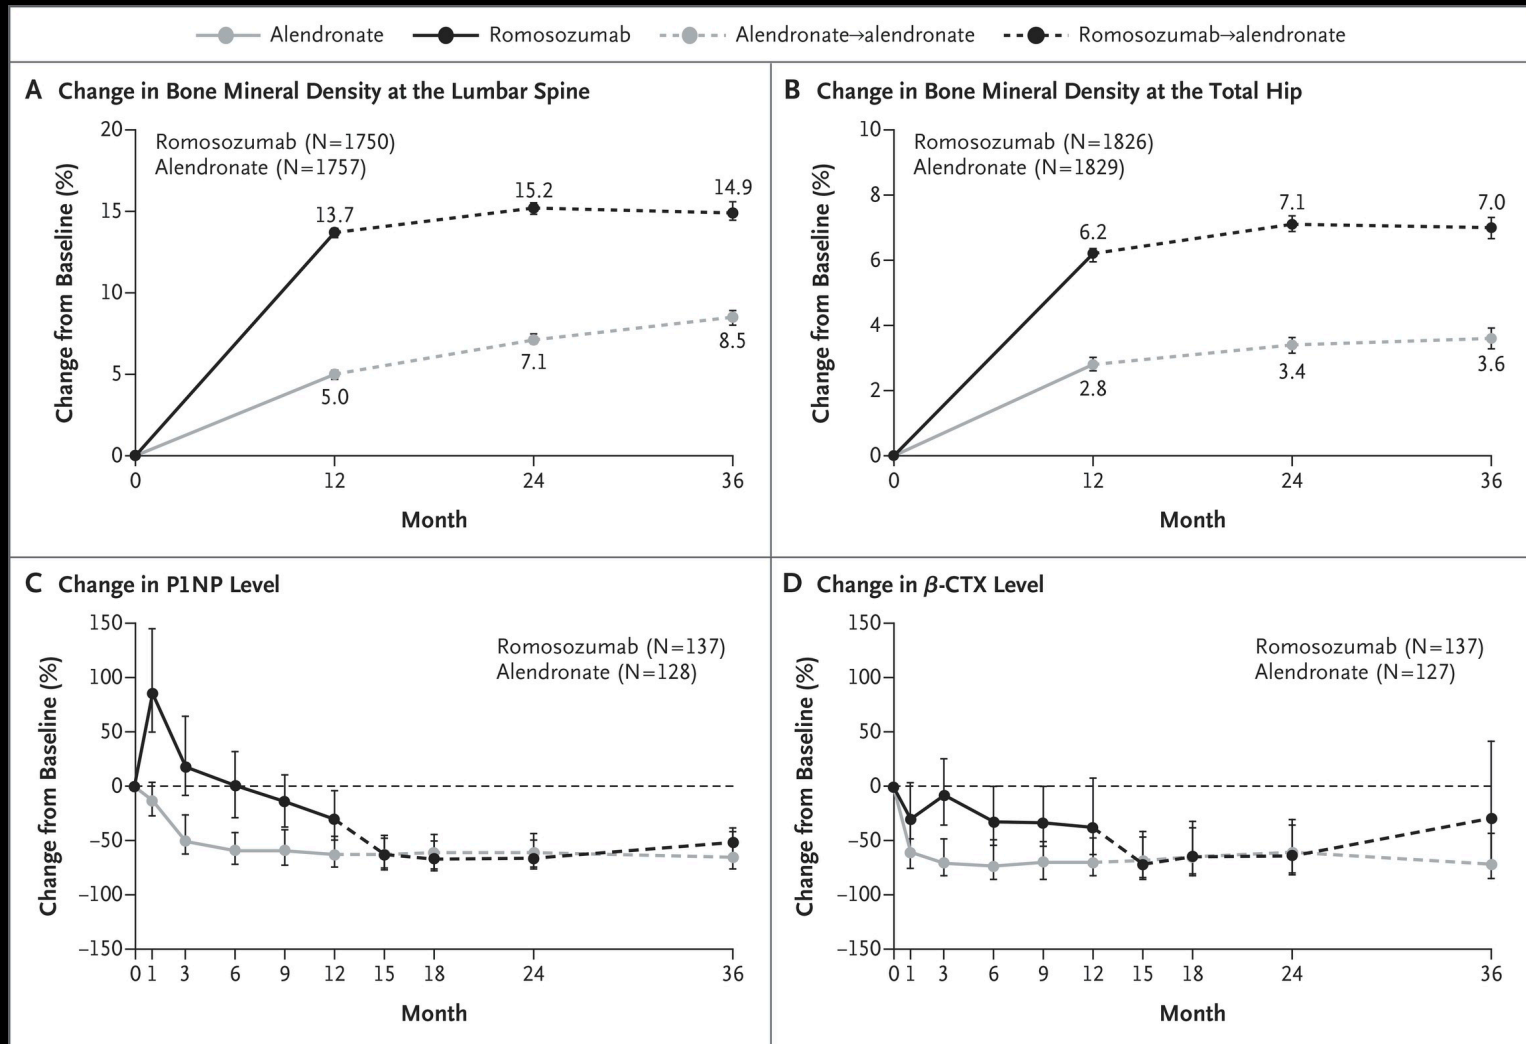 Alendronate Romosozumab Alendronate→alendronate Romosozumab→alendronate
A Change in Bone Mineral Density at the Lumbar Spine
Romosozumab (N=1750)
Alendronate (N=1757)
Change from Baseline (%)
20
15
10
5
0
13.7
15.2
14.9
5.0
7.1
8.5
0 12 24 36
Month
B Change in Bone Mineral Density at the Total Hip
Romosozumab (N=1826)
Alendronate (N=1829)
Change from Baseline (%)
10
8
6
4
2
0
6.2
7.1
7.0
2.8
3.4
3.6
0 12 24 36
Month
C Change in P1NP Level
Romosozumab (N=137)
Alendronate (N=128)
Change from Baseline (%)
150
100
50
0
−50
−100
−150
0 1 3 6 9 12 15 18 24 36
Month
D Change in β-CTX Level
Romosozumab (N=137)
Alendronate (N=127)
Change from Baseline (%)
150
100
50
0
−50
−100
−150
0 1 3 6 9 12 15 18 24 36
Month